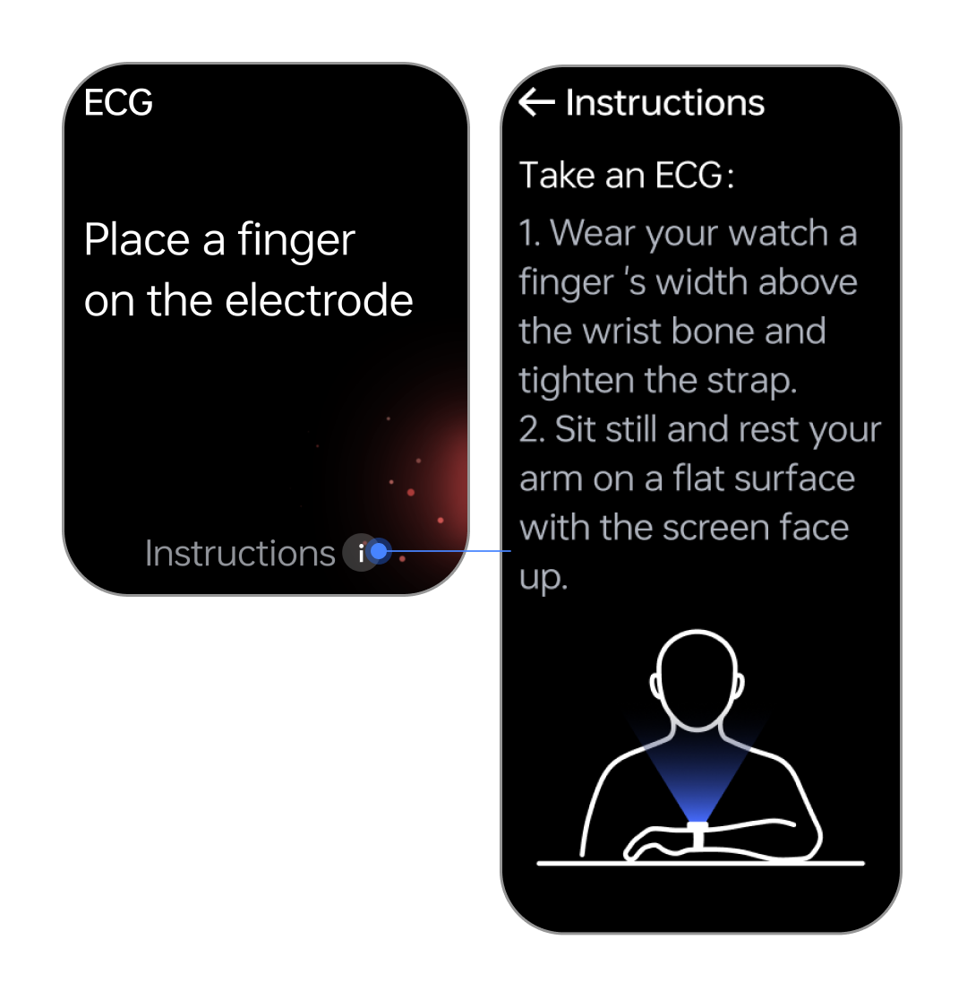 ECG
Place a finger
on the electrode
Instructions i
Instructions
Take an ECG:
1. Wear your watch a
finger 's width above
the wrist bone and
tighten the strap.
2. Sit still and rest your
arm on a flat surface
with the screen face
up.